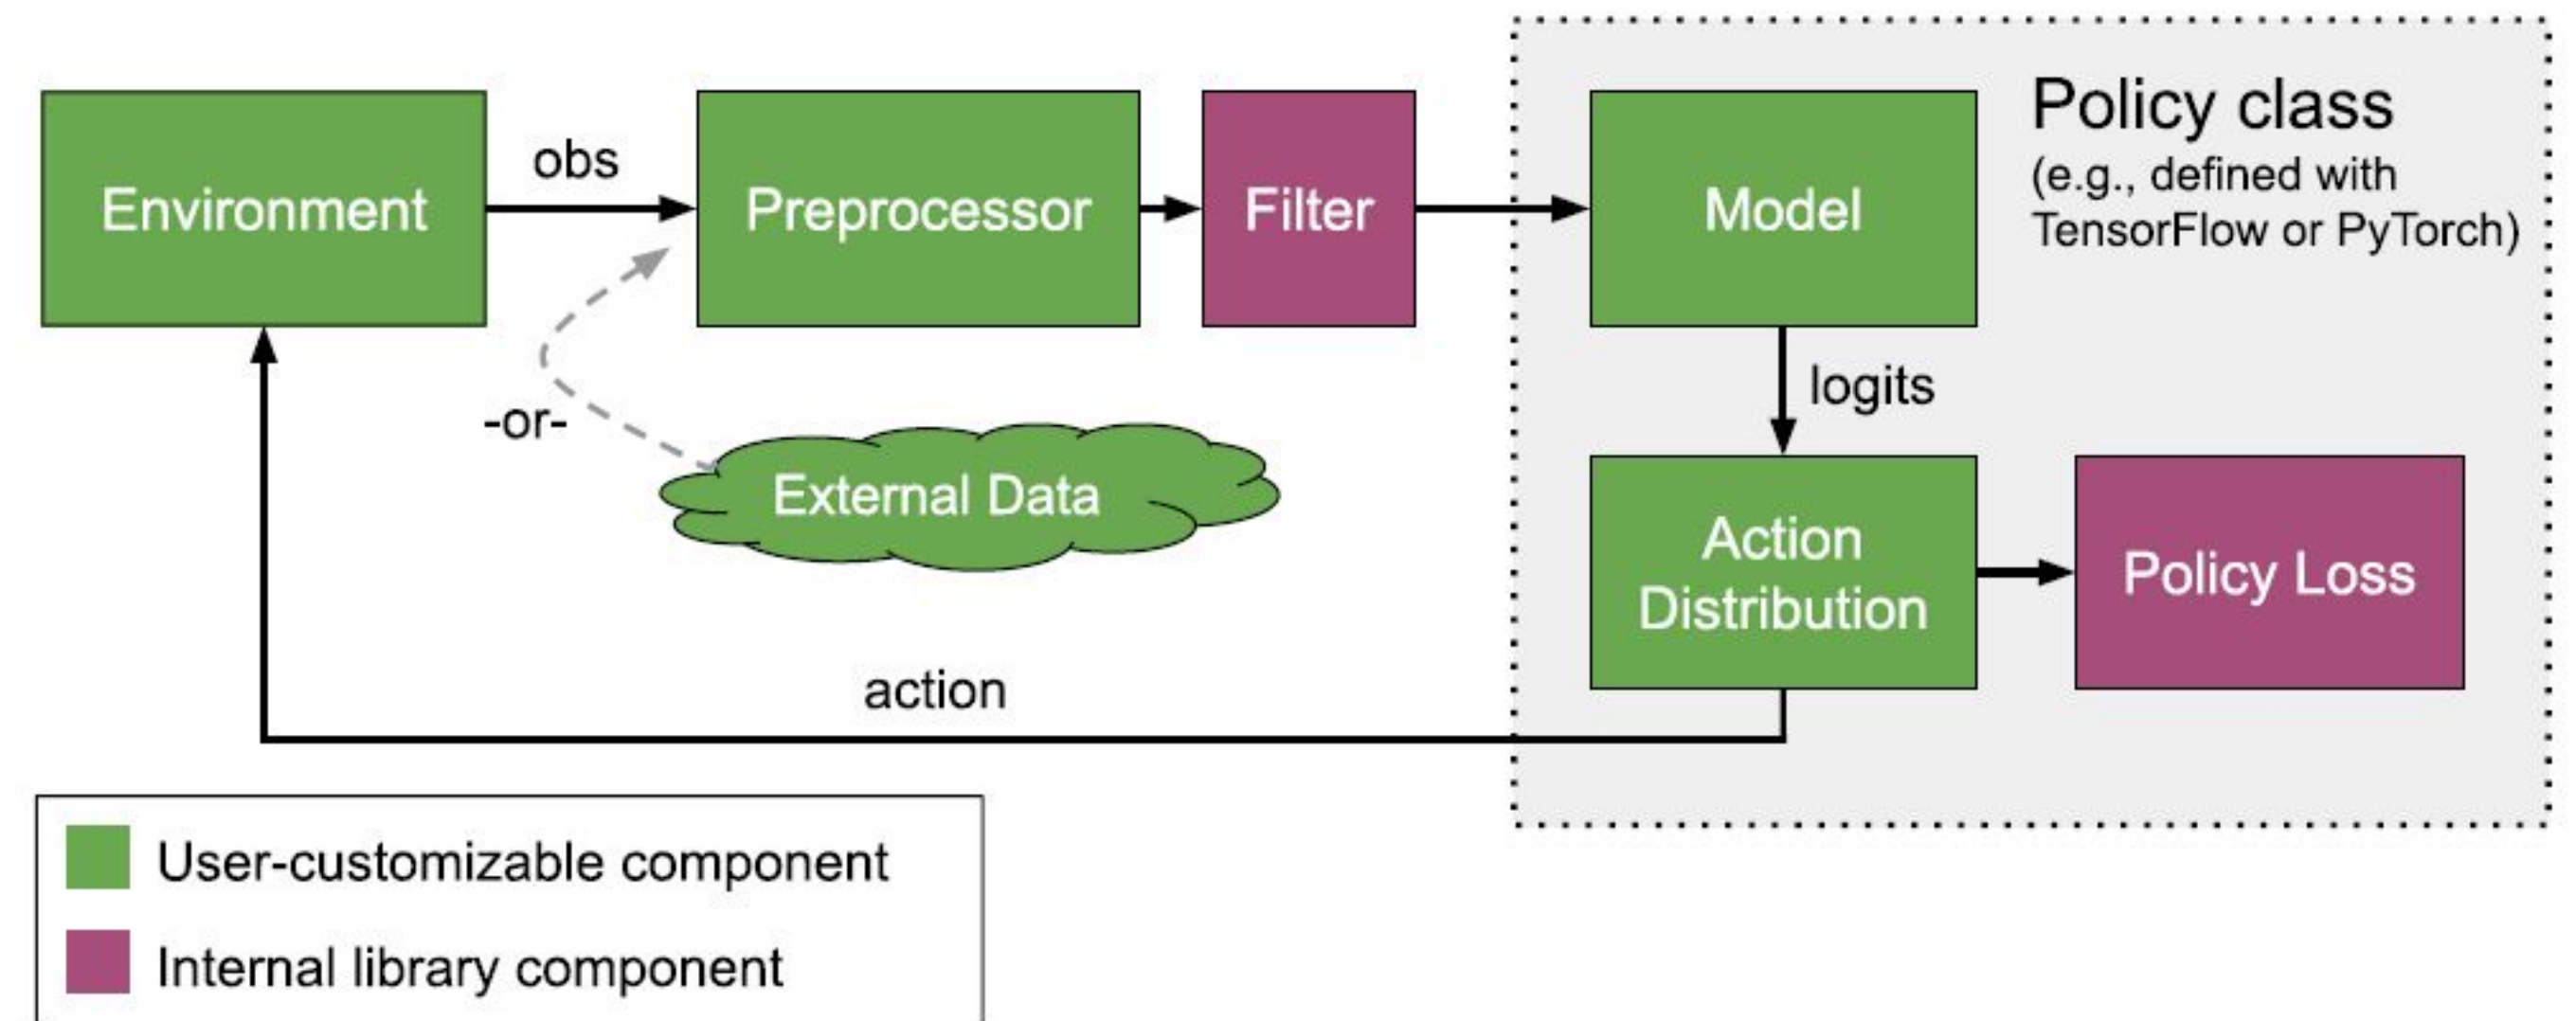 Environment
obs
Preprocessor
Filter
Model
Policy class
(e.g., defined with
TensorFlow or PyTorch)
-or-
External Data
logits
Action
Distribution
Policy Loss
action
User-customizable component
Internal library component